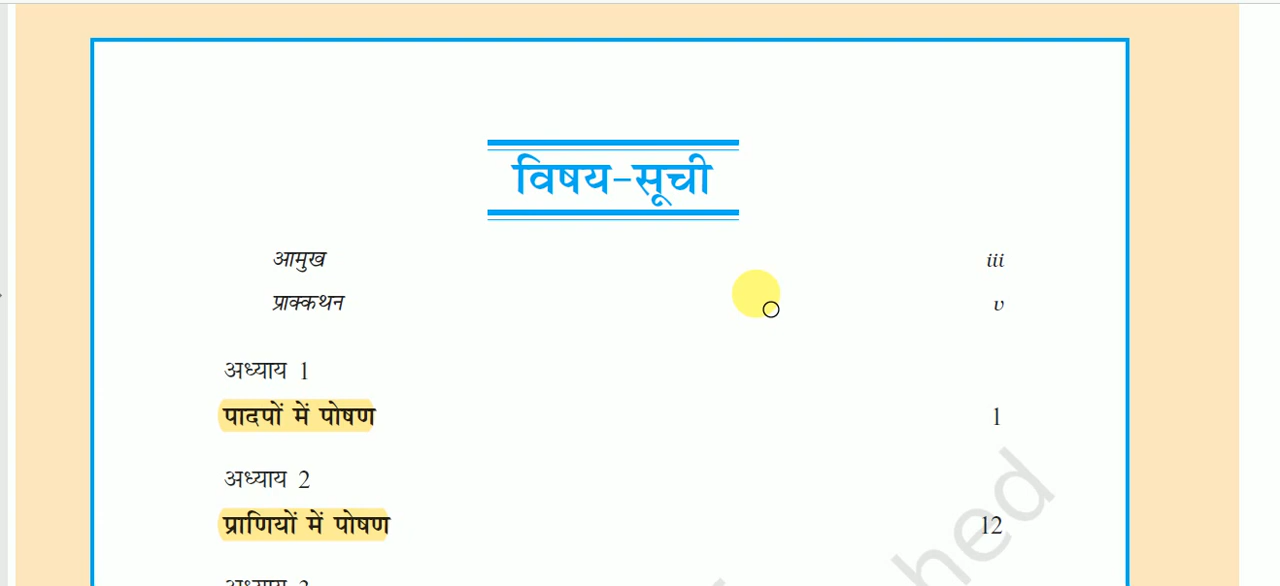 विषय-सूची
आमुख iii
प्राक्कथन v
अध्याय 1
पादपों में पोषण 1
अध्याय 2
प्राणियों में पोषण 12